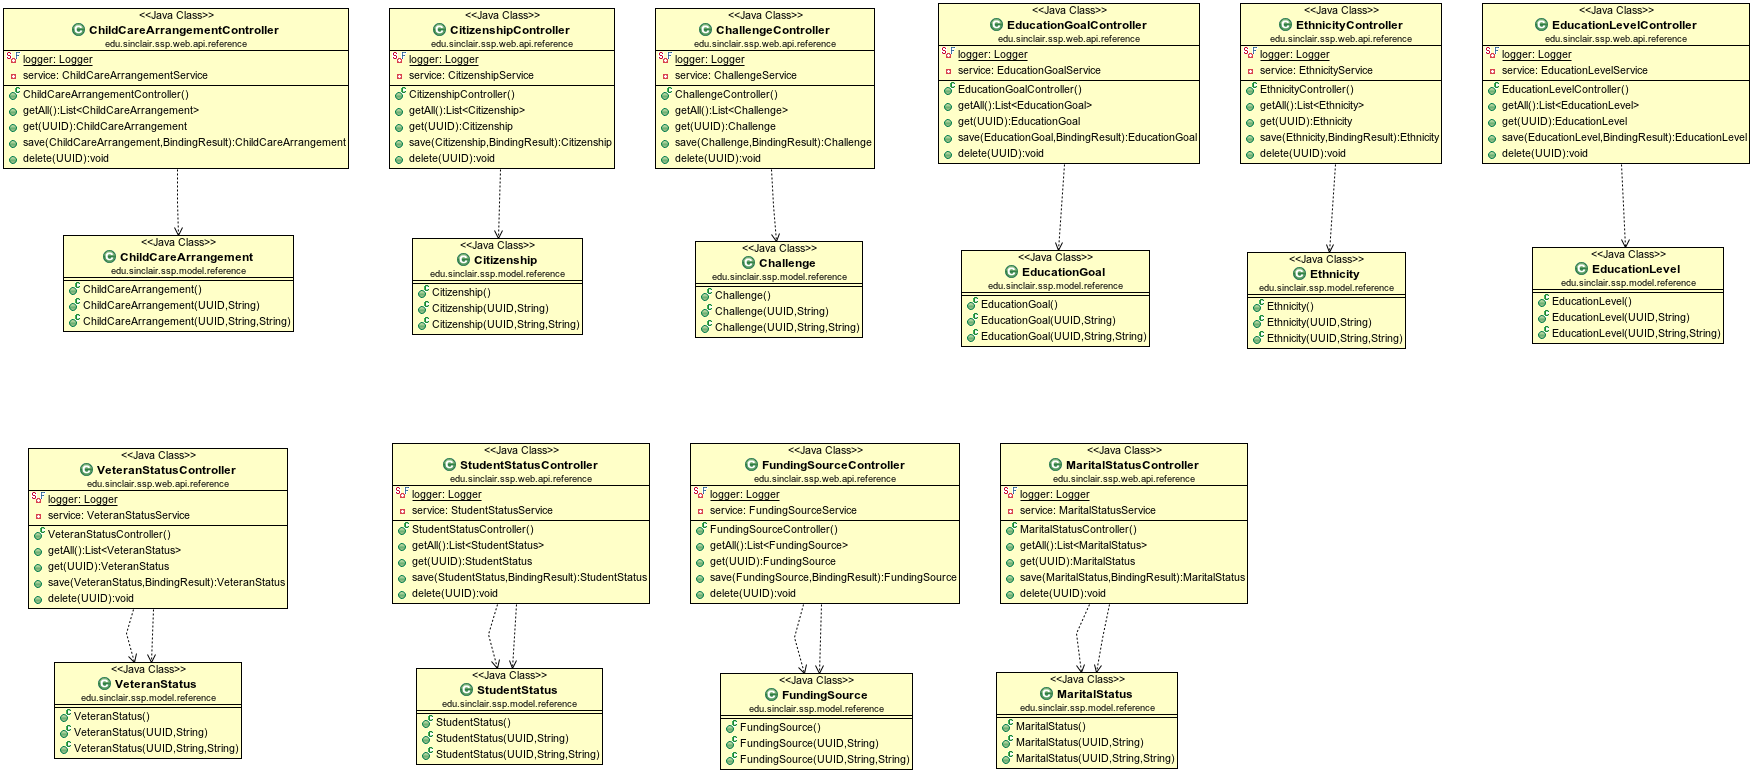 <<Java Class>>
ChildCareArrangementController
edu.sinclair.ssp.web.api.reference
logger: Logger
service: ChildCareArrangementService
ChildCareArrangementController()
getAll():List<ChildCareArrangement>
get(UUID):ChildCareArrangement
save(ChildCareArrangement,BindingResult):ChildCareArrangement
delete(UUID):void
<<Java Class>>
CitizenshipController
edu.sinclair.ssp.web.api.reference
logger: Logger
service: CitizenshipService
CitizenshipController()
getAll():List<Citizenship>
get(UUID):Citizenship
save(Citizenship,BindingResult):Citizenship
delete(UUID):void
<<Java Class>>
ChallengeController
edu.sinclair.ssp.web.api.reference
logger: Logger
service: ChallengeService
ChallengeController()
getAll():List<Challenge>
get(UUID):Challenge
save(Challenge,BindingResult):Challenge
delete(UUID):void
<<Java Class>>
EducationGoalController
edu.sinclair.ssp.web.api.reference
logger: Logger
service: EducationGoalService
EducationGoalController()
getAll():List<EducationGoal>
get(UUID):EducationGoal
save(EducationGoal,BindingResult):EducationGoal
delete(UUID):void
<<Java Class>>
EthnicityController
edu.sinclair.ssp.web.api.reference
logger: Logger
service: EthnicityService
EthnicityController()
getAll():List<Ethnicity>
get(UUID):Ethnicity
save(Ethnicity,BindingResult):Ethnicity
delete(UUID):void
<<Java Class>>
EducationLevelController
edu.sinclair.ssp.web.api.reference
logger: Logger
service: EducationLevelService
EducationLevelController()
getAll():List<EducationLevel>
get(UUID):EducationLevel
save(EducationLevel,BindingResult):EducationLevel
delete(UUID):void
<<Java Class>>
ChildCareArrangement
edu.sinclair.ssp.model.reference
ChildCareArrangement()
ChildCareArrangement(UUID,String)
ChildCareArrangement(UUID,String,String)
<<Java Class>>
Citizenship
edu.sinclair.ssp.model.reference
Citizenship()
Citizenship(UUID,String)
Citizenship(UUID,String,String)
<<Java Class>>
Challenge
edu.sinclair.ssp.model.reference
Challenge()
Challenge(UUID,String)
Challenge(UUID,String,String)
<<Java Class>>
EducationGoal
edu.sinclair.ssp.model.reference
EducationGoal()
EducationGoal(UUID,String)
EducationGoal(UUID,String,String)
<<Java Class>>
Ethnicity
edu.sinclair.ssp.model.reference
Ethnicity()
Ethnicity(UUID,String)
Ethnicity(UUID,String,String)
<<Java Class>>
EducationLevel
edu.sinclair.ssp.model.reference
EducationLevel()
EducationLevel(UUID,String)
EducationLevel(UUID,String,String)
<<Java Class>>
VeteranStatusController
edu.sinclair.ssp.web.api.reference
logger: Logger
service: VeteranStatusService
VeteranStatusController()
getAll():List<VeteranStatus>
get(UUID):VeteranStatus
save(VeteranStatus,BindingResult):VeteranStatus
delete(UUID):void
<<Java Class>>
StudentStatusController
edu.sinclair.ssp.web.api.reference
logger: Logger
service: StudentStatusService
StudentStatusController()
getAll():List<StudentStatus>
get(UUID):StudentStatus
save(StudentStatus,BindingResult):StudentStatus
delete(UUID):void
<<Java Class>>
FundingSourceController
edu.sinclair.ssp.web.api.reference
logger: Logger
service: FundingSourceService
FundingSourceController()
getAll():List<FundingSource>
get(UUID):FundingSource
save(FundingSource,BindingResult):FundingSource
delete(UUID):void
<<Java Class>>
MaritalStatusController
edu.sinclair.ssp.web.api.reference
logger: Logger
service: MaritalStatusService
MaritalStatusController()
getAll():List<MaritalStatus>
get(UUID):MaritalStatus
save(MaritalStatus,BindingResult):MaritalStatus
delete(UUID):void
<<Java Class>>
VeteranStatus
edu.sinclair.ssp.model.reference
VeteranStatus()
VeteranStatus(UUID,String)
VeteranStatus(UUID,String,String)
<<Java Class>>
StudentStatus
edu.sinclair.ssp.model.reference
StudentStatus()
StudentStatus(UUID,String)
StudentStatus(UUID,String,String)
<<Java Class>>
FundingSource
edu.sinclair.ssp.model.reference
FundingSource()
FundingSource(UUID,String)
FundingSource(UUID,String,String)
<<Java Class>>
MaritalStatus
edu.sinclair.ssp.model.reference
MaritalStatus()
MaritalStatus(UUID,String)
MaritalStatus(UUID,String,String)